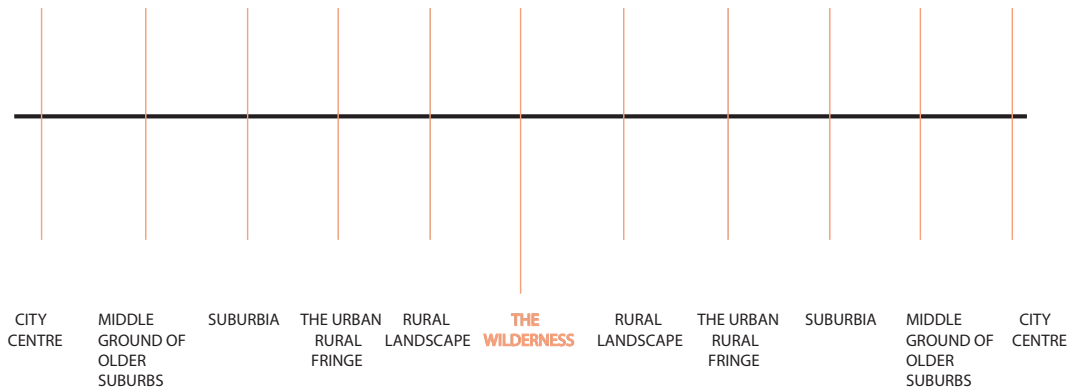 CITY
CENTRE
MIDDLE
GROUND OF
OLDER
SUBURBS
SUBURBIA
THE URBAN
RURAL
FRINGE
RURAL
LANDSCAPE
THE
WILDERNESS
RURAL
LANDSCAPE
THE URBAN
RURAL
FRINGE
SUBURBIA
MIDDLE
GROUND OF
OLDER
SUBURBS
CITY
CENTRE